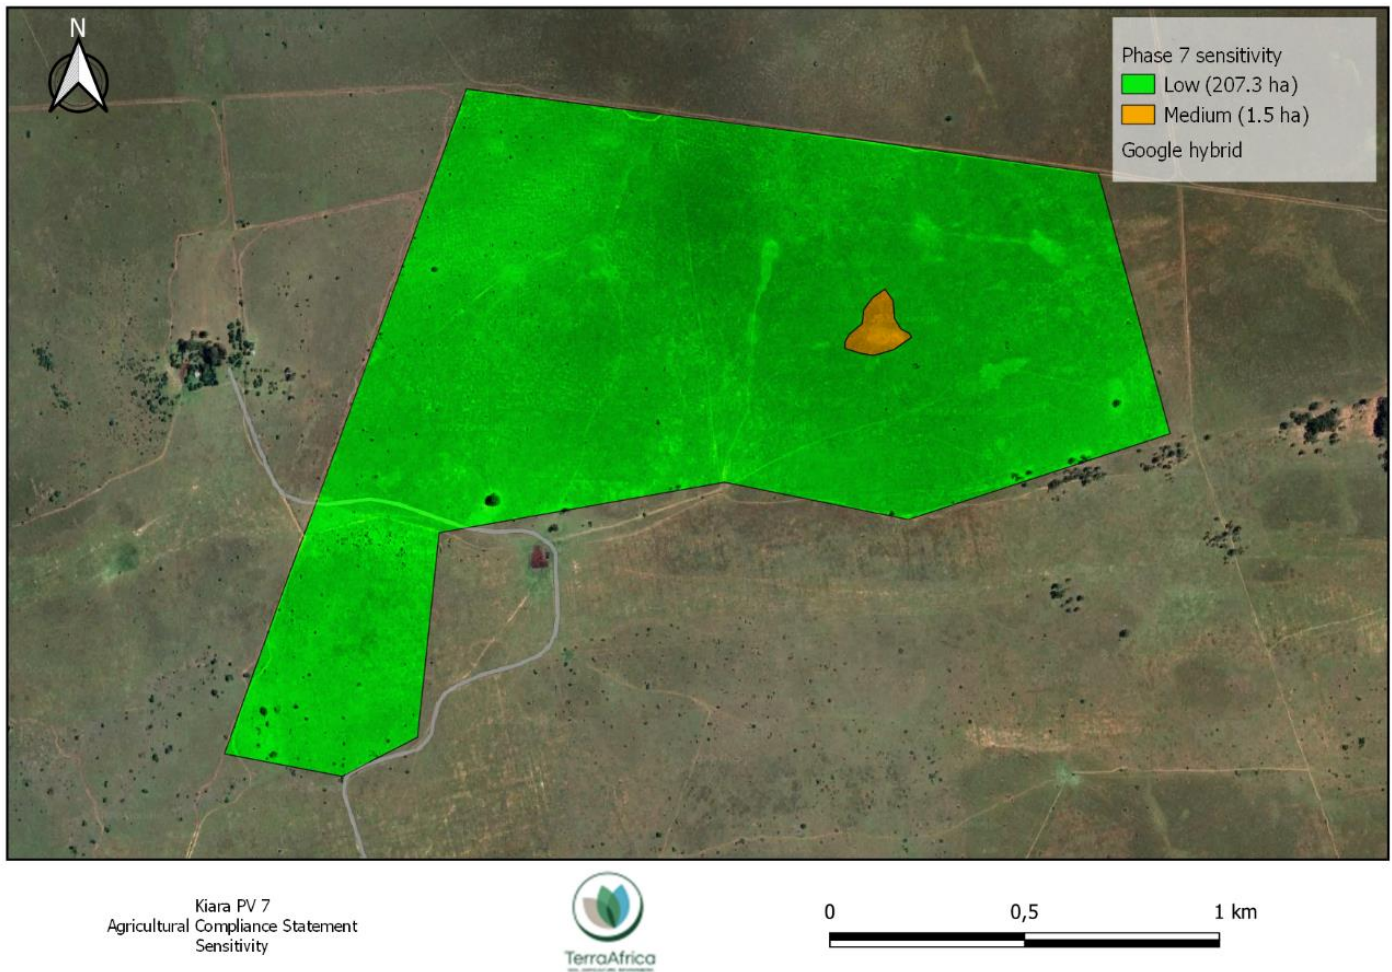 N
Phase 7 sensitivity
Low (207.3 ha)
Medium (1.5 ha)
Google hybrid
Kiara PV 7
Agricultural Compliance Statement
Sensitivity
TerraAfrica
0 0,5 1 km